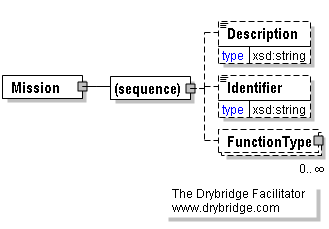 Description
type xsd:string
Mission
(sequence)
Identifier
type xsd:string
FunctionType
0.. ∞
The Drybridge Facilitator
www.drybridge.com